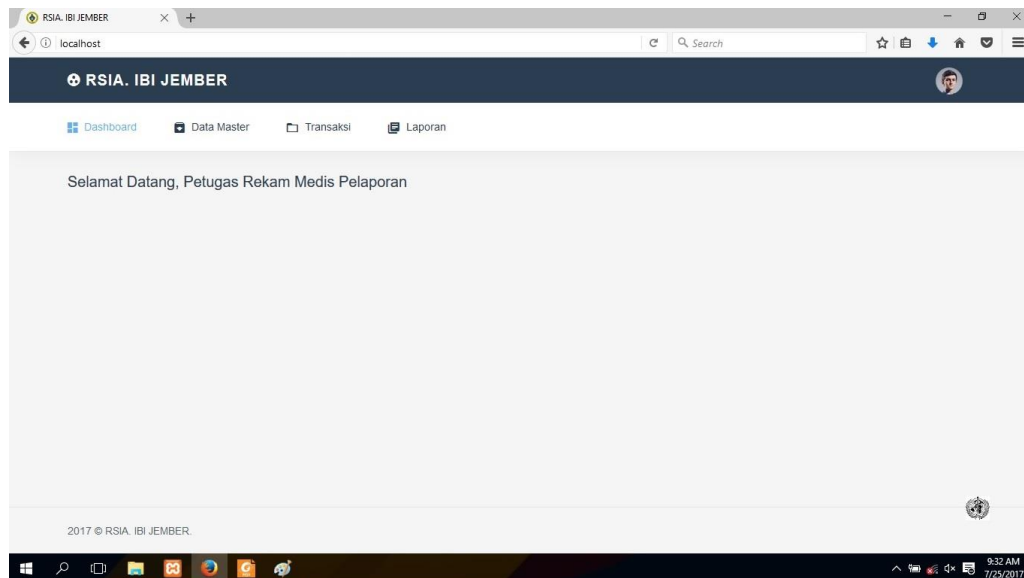 RSIA. IBI JEMBER
localhost
Search
RSIA. IBI JEMBER
Dashboard Data Master Transaksi Laporan
Selamat Datang, Petugas Rekam Medis Pelaporan
2017 © RSIA. IBI JEMBER.
9:32 AM
7/25/2017